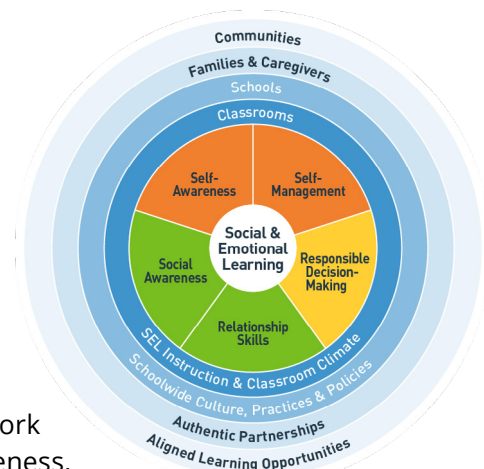 Communities
Families & Caregivers
Schools
Classrooms
Self-
Awareness
Self-
Management
Social &
Emotional
Learning
Social
Awareness
Responsible
Decision-
Making
Relationship
Skills
SEL Instruction & Classroom Climate
Schoolwide Culture, Practices & Policies
Authentic Partnerships
Aligned Learning Opportunities